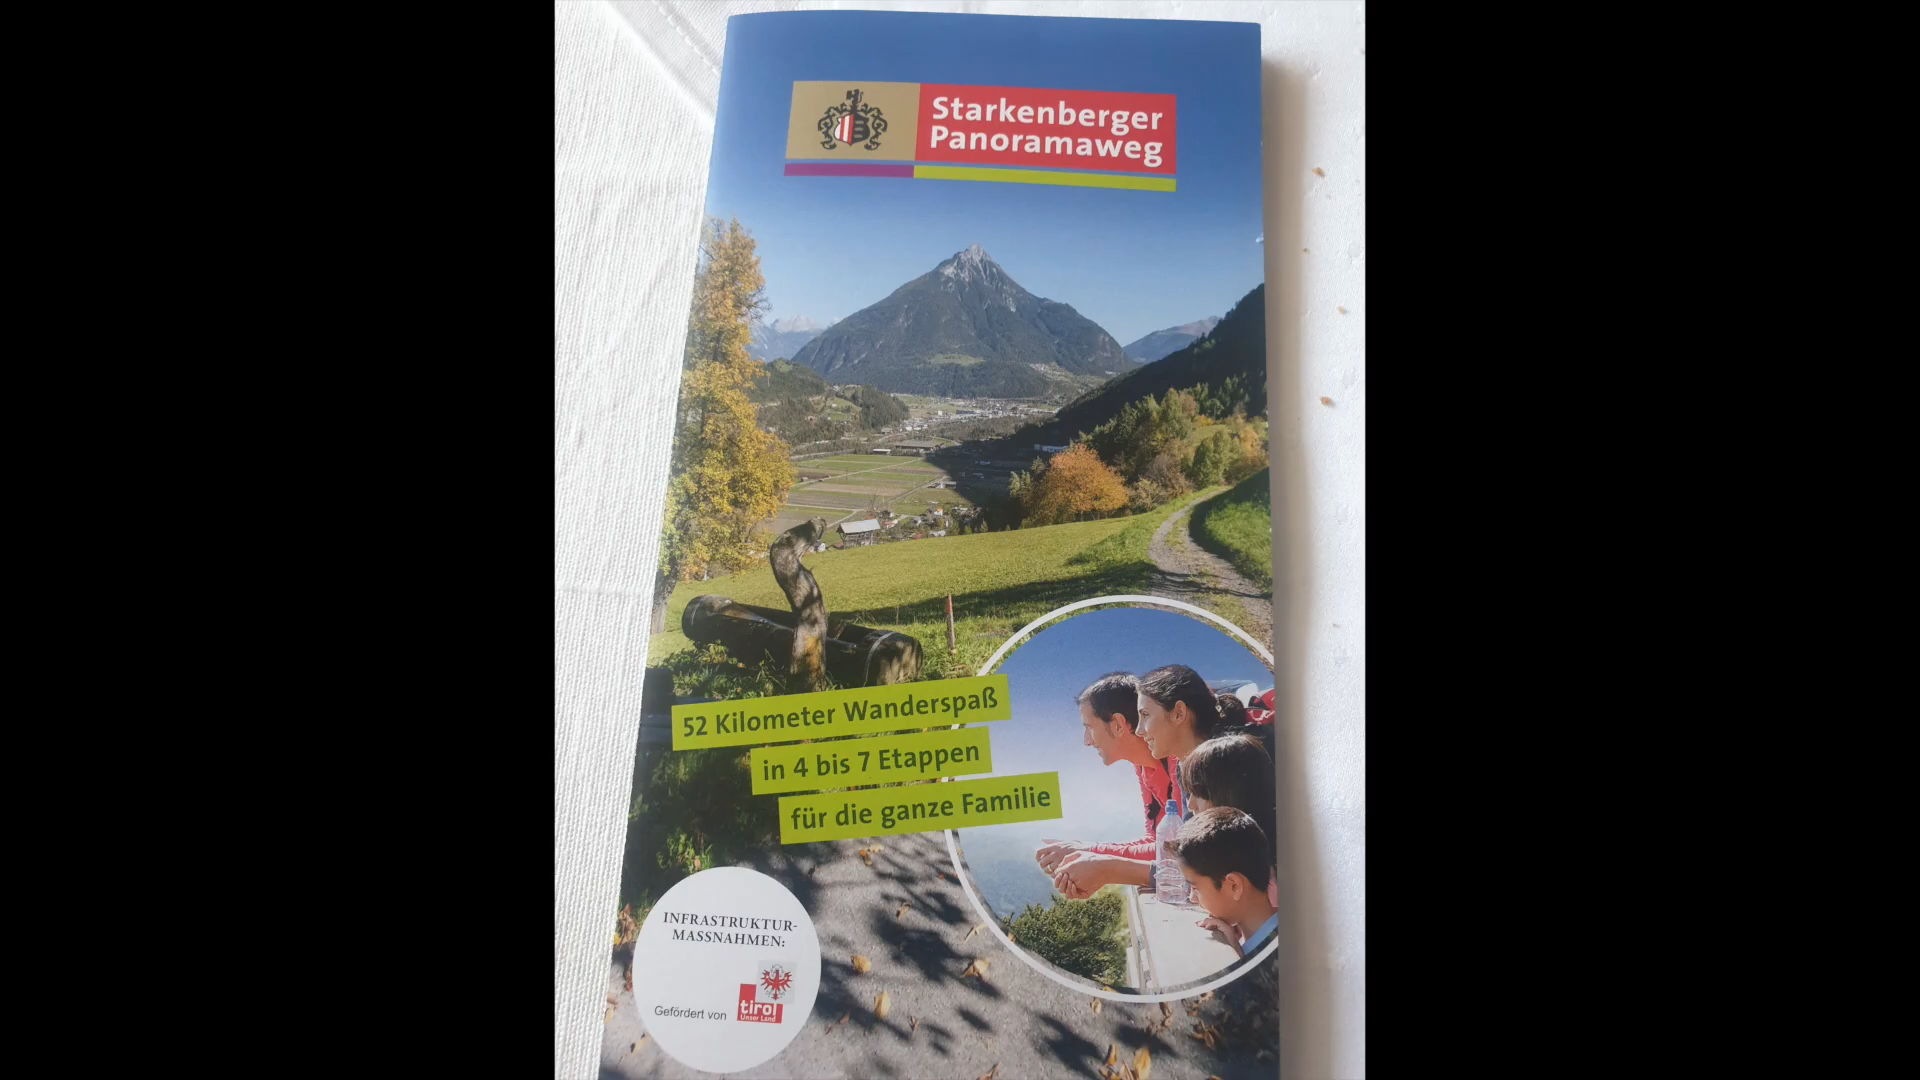 Starkenberger
Panoramaweg
52 Kilometer Wanderspaß
in 4 bis 7 Etappen
für die ganze Familie
INFRASTRUKTUR-
MASSNAHMEN:
Gefördert von
tirol
Unser Land